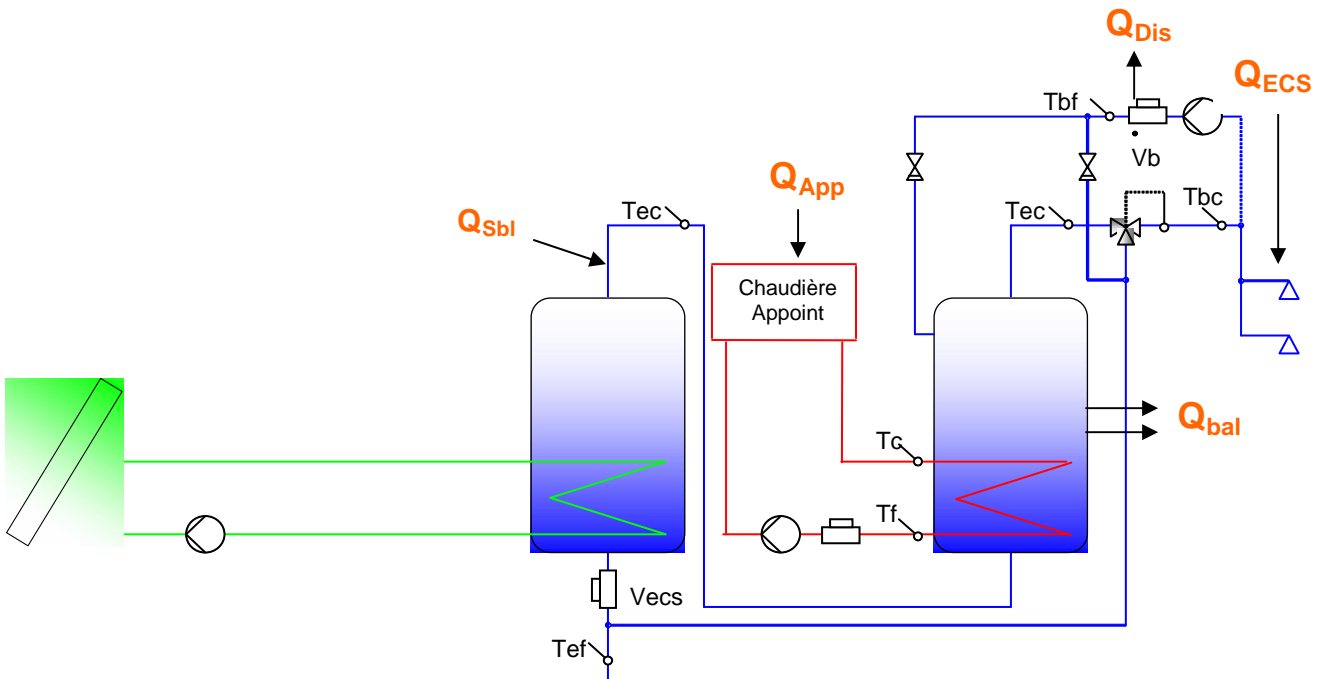 QDis
QECS
Tbf
Vb
QApp
Tec
Tec
Tbc
QSbl
Chaudière
Appoint
Qbal
Tc
Tf
Vecs
Tef